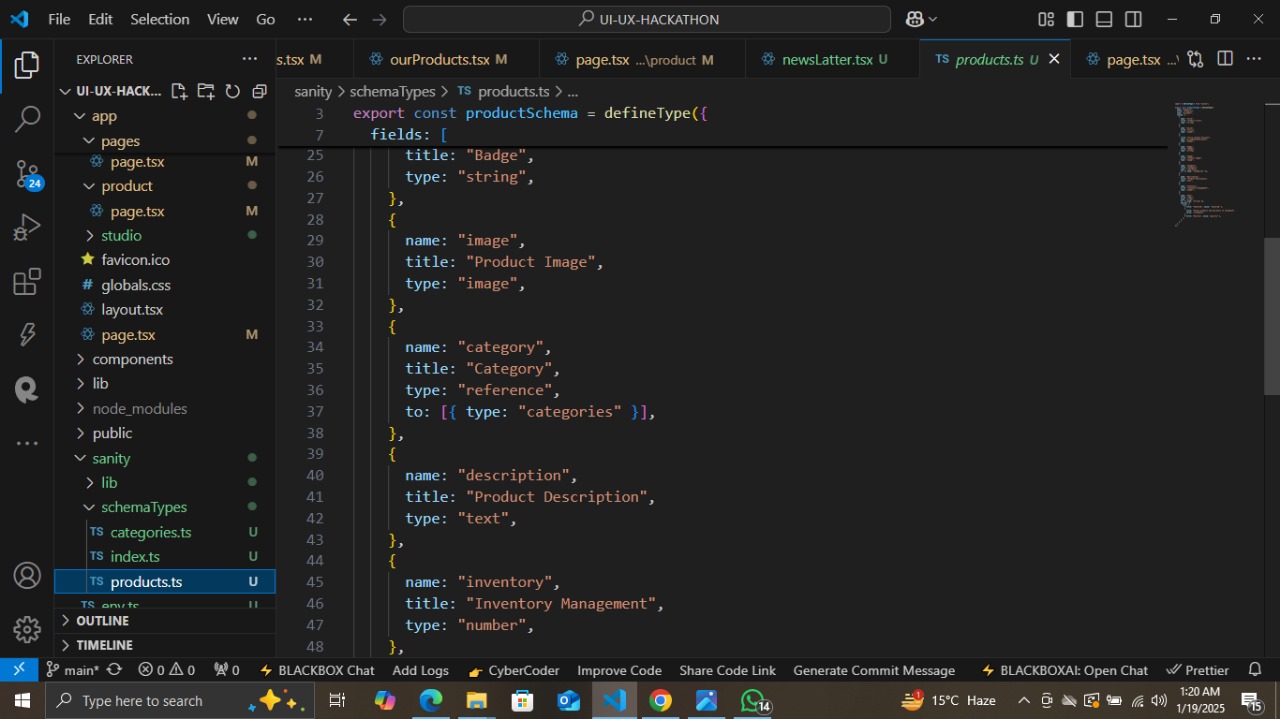 File Edit Selection View Go ··· UI-UX-HACKATHON
EXPLORER ···
s.tsx M ourProducts.tsx M page.tsx ...\product M newsLatter.tsx U TS products.ts U page.tsx ...\ ···
UI-UX-HACK...
sanity > schemaTypes > TS products.ts > ...
app
pages
page.tsx M
product
page.tsx M
studio
favicon.ico
# globals.css
layout.tsx
page.tsx M
components
lib
node_modules
public
sanity
lib
schemaTypes
TS categories.ts U
TS index.ts U
TS products.ts U
TS env.ts U
OUTLINE
TIMELINE
24
3 export const productSchema = defineType({
7 fields: [
25 title: "Badge",
26 type: "string",
27 },
28 {
29 name: "image",
30 title: "Product Image",
31 type: "image",
32 },
33 {
34 name: "category",
35 title: "Category",
36 type: "reference",
37 to: [{ type: "categories" }],
38 },
39 {
40 name: "description",
41 title: "Product Description",
42 type: "text",
43 },
44 {
45 name: "inventory",
46 title: "Inventory Management",
47 type: "number",
48 },
main* 0 0 0 BLACKBOX Chat Add Logs CyberCoder Improve Code Share Code Link Generate Commit Message BLACKBOXAI: Open Chat Prettier
Type here to search 14 1 15°C Haze 1:20 AM
1/19/2025 15